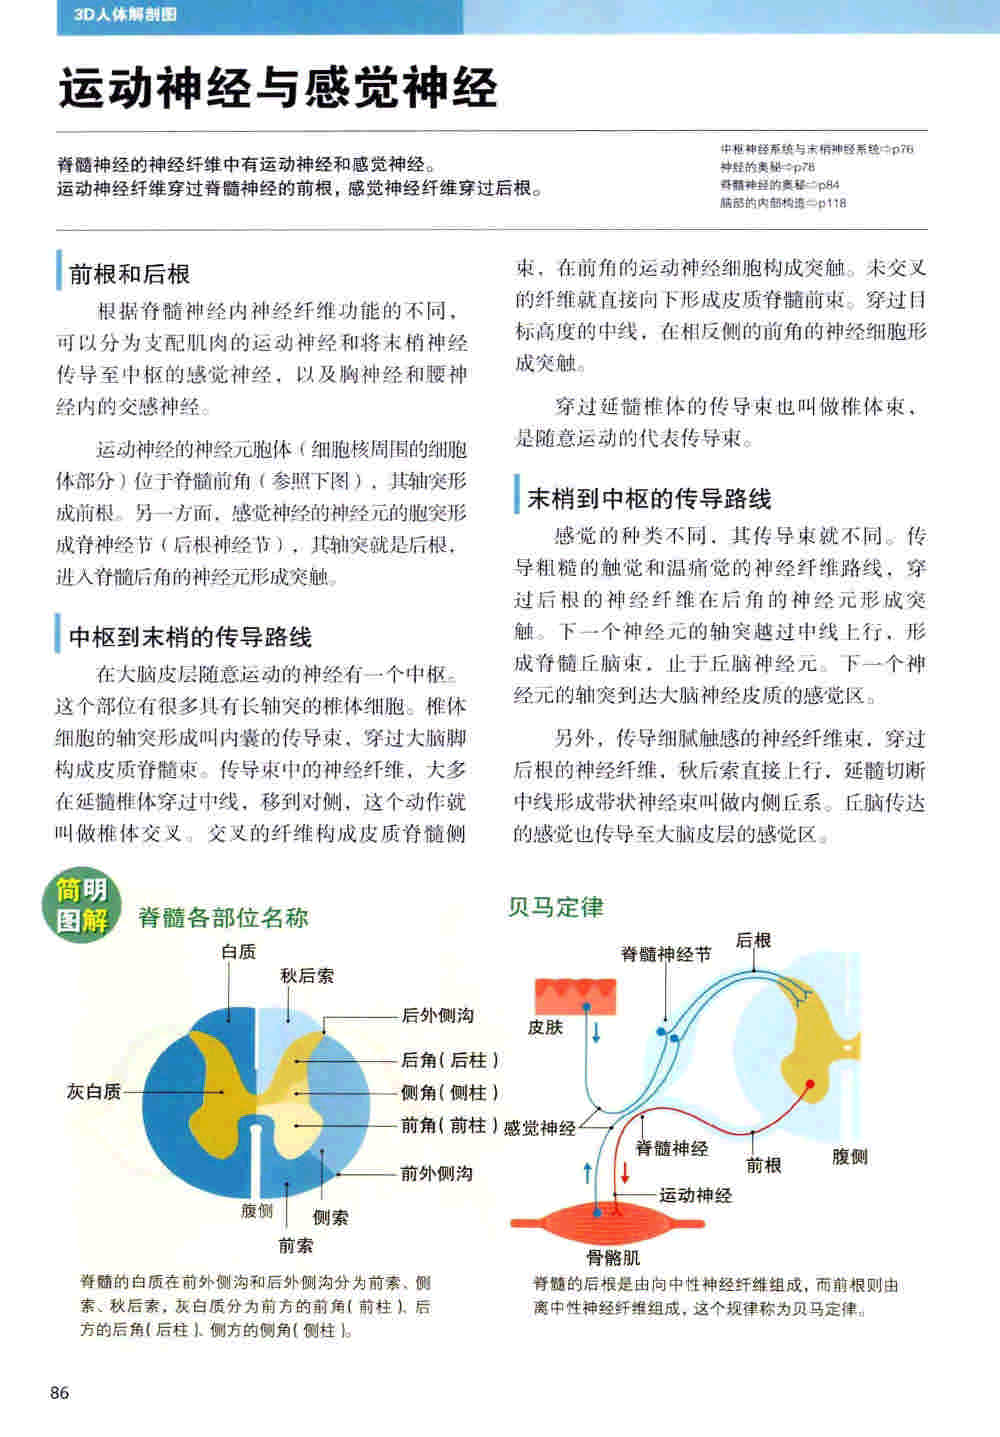 3D人体解剖图
运动神经与感觉神经
脊髓神经的神经纤维中有运动神经和感觉神经。
运动神经纤维穿过脊髓神经的前根，感觉神经纤维穿过后根。
中枢神经系统与末梢神经系统⇨p76
神经的奥秘⇨p78
脊髓神经的奥秘⇨p84
脑部的内部构造⇨p118
前根和后根
根据脊髓神经内神经纤维功能的不同，
可以分为支配肌肉的运动神经和将末梢神经
传导至中枢的感觉神经，以及胸神经和腰神
经内的交感神经。
运动神经的神经元胞体（细胞核周围的细胞
体部分）位于脊髓前角（参照下图），其轴突形
成前根。另一方面，感觉神经的神经元的胞突形
成脊神经节（后根神经节），其轴突就是后根，
进入脊髓后角的神经元形成突触。
中枢到末梢的传导路线
在大脑皮层随意运动的神经有一个中枢。
这个部位有很多具有长轴突的椎体细胞。椎体
细胞的轴突形成叫内囊的传导束，穿过大脑脚
构成皮质脊髓束。传导束中的神经纤维，大多
在延髓椎体穿过中线，移到对侧，这个动作就
叫做椎体交叉。交叉的纤维构成皮质脊髓侧
束，在前角的运动神经细胞构成突触。未交叉
的纤维就直接向下形成皮质脊髓前束。穿过目
标高度的中线，在相反侧的前角的神经细胞形
成突触。
穿过延髓椎体的传导束也叫做椎体束，
是随意运动的代表传导束。
末梢到中枢的传导路线
感觉的种类不同，其传导束就不同。传
导粗糙的触觉和温痛觉的神经纤维路线，穿
过后根的神经纤维在后角的神经元形成突
触。下一个神经元的轴突越过中线上行，形
成脊髓丘脑束，止于丘脑神经元。下一个神
经元的轴突到达大脑神经皮质的感觉区。
另外，传导细腻触感的神经纤维束，穿过
后根的神经纤维，秋后索直接上行，延髓切断
中线形成带状神经束叫做内侧丘系。丘脑传达
的感觉也传导至大脑皮层的感觉区。
简明
图解
脊髓各部位名称
白质
秋后索
后外侧沟
后角（后柱）
灰白质
侧角（侧柱）
前角（前柱）
前外侧沟
腹侧
侧索
前索
脊髓的白质在前外侧沟和后外侧沟分为前索、侧
索、秋后索，灰白质分为前方的前角（前柱）、后
方的后角（后柱）、侧方的侧角（侧柱）。
贝马定律
后根
脊髓神经节
皮肤
感觉神经
脊髓神经
前根
腹侧
运动神经
骨骼肌
脊髓的后根是由向中性神经纤维组成，而前根则由
离中性神经纤维组成，这个规律称为贝马定律。
86